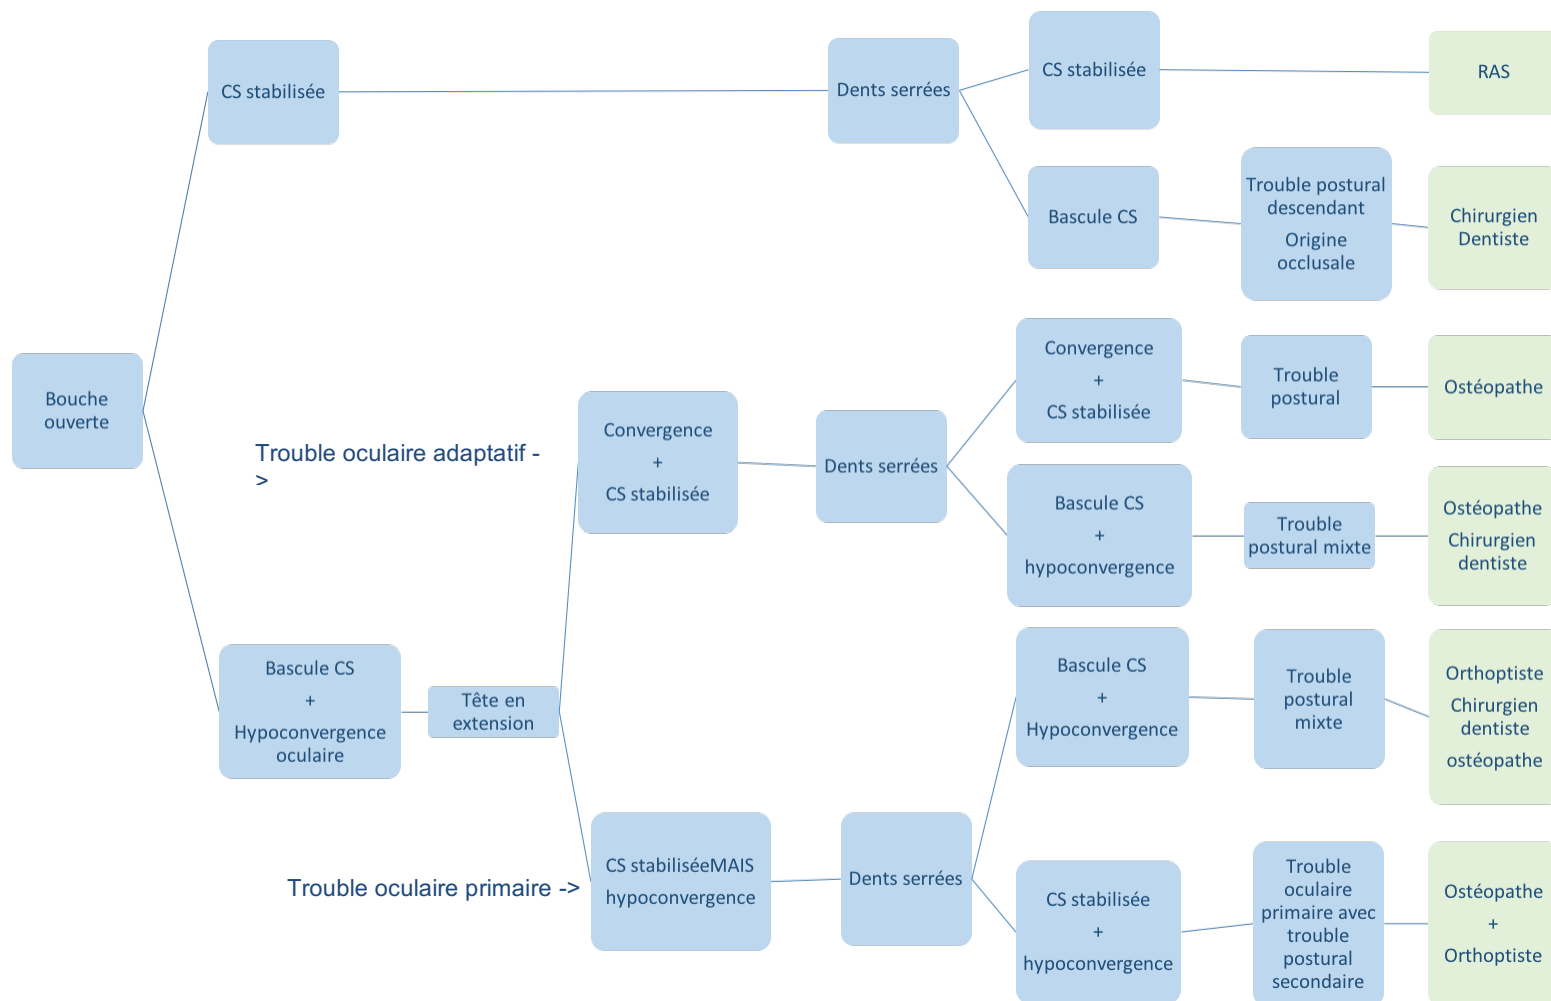 CS stabilisée
Dents serrées
CS stabilisée
RAS
Bascule CS
Trouble postural
descendant
Origine
occlusale
Chirurgien
Dentiste
Bouche
ouverte
Trouble oculaire adaptatif -
>
Convergence
+
CS stabilisée
Dents serrées
Convergence
+
CS stabilisée
Trouble
postural
Ostéopathe
Bascule CS
+
hypoconvergence
Trouble
postural mixte
Ostéopathe
Chirurgien
dentiste
Bascule CS
+
Hypoconvergence
oculaire
Tête en
extension
Trouble oculaire primaire ->
CS stabiliséeMAIS
hypoconvergence
Dents serrées
Bascule CS
+
Hypoconvergence
Trouble
postural
mixte
Orthoptiste
Chirurgien
dentiste
ostéopathe
CS stabilisée
+
hypoconvergence
Trouble
oculaire
primaire avec
trouble
postural
secondaire
Ostéopathe
+
Orthoptiste